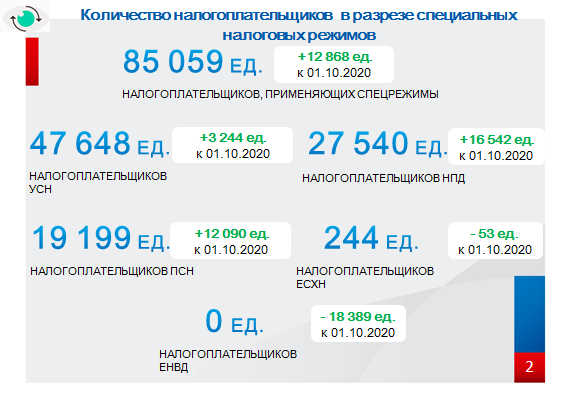 Количество налогоплательщиков в разрезе специальных
налоговых режимов
85 059 ЕД.
+12 868 ед.
к 01.10.2020
НАЛОГОПЛАТЕЛЬЩИКОВ, ПРИМЕНЯЮЩИХ СПЕЦРЕЖИМЫ
47 648 ЕД.
+3 244 ед.
к 01.10.2020
НАЛОГОПЛАТЕЛЬЩИКОВ
УСН
27 540 ЕД.
+16 542 ед.
к 01.10.2020
НАЛОГОПЛАТЕЛЬЩИКОВ НПД
19 199 ЕД.
+12 090 ед.
к 01.10.2020
НАЛОГОПЛАТЕЛЬЩИКОВ ПСН
244 ЕД.
- 53 ед.
к 01.10.2020
НАЛОГОПЛАТЕЛЬЩИКОВ
ЕСХН
0 ЕД.
- 18 389 ед.
к 01.10.2020
НАЛОГОПЛАТЕЛЬЩИКОВ
ЕНВД
2